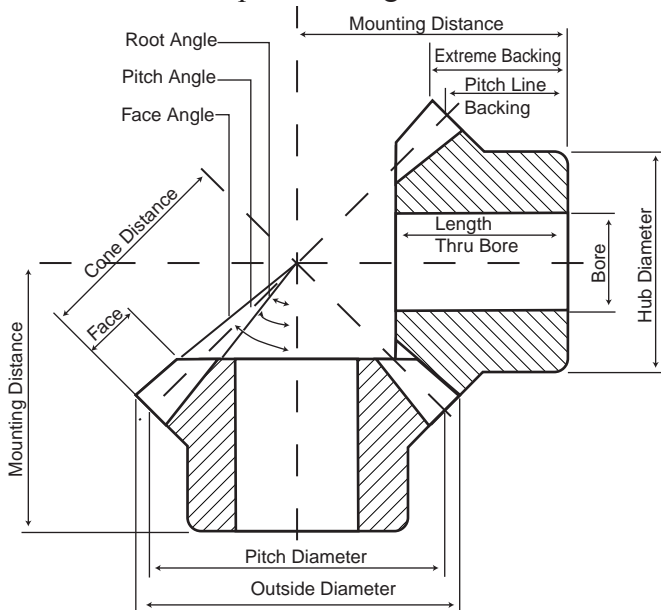 Mounting Distance
Root Angle
Extreme Backing
Pitch Angle
Pitch Line
Backing
Face Angle
Cone Distance
Length
Thru Bore
Bore
Hub Diameter
Face
Mounting Distance
Pitch Diameter
Outside Diameter